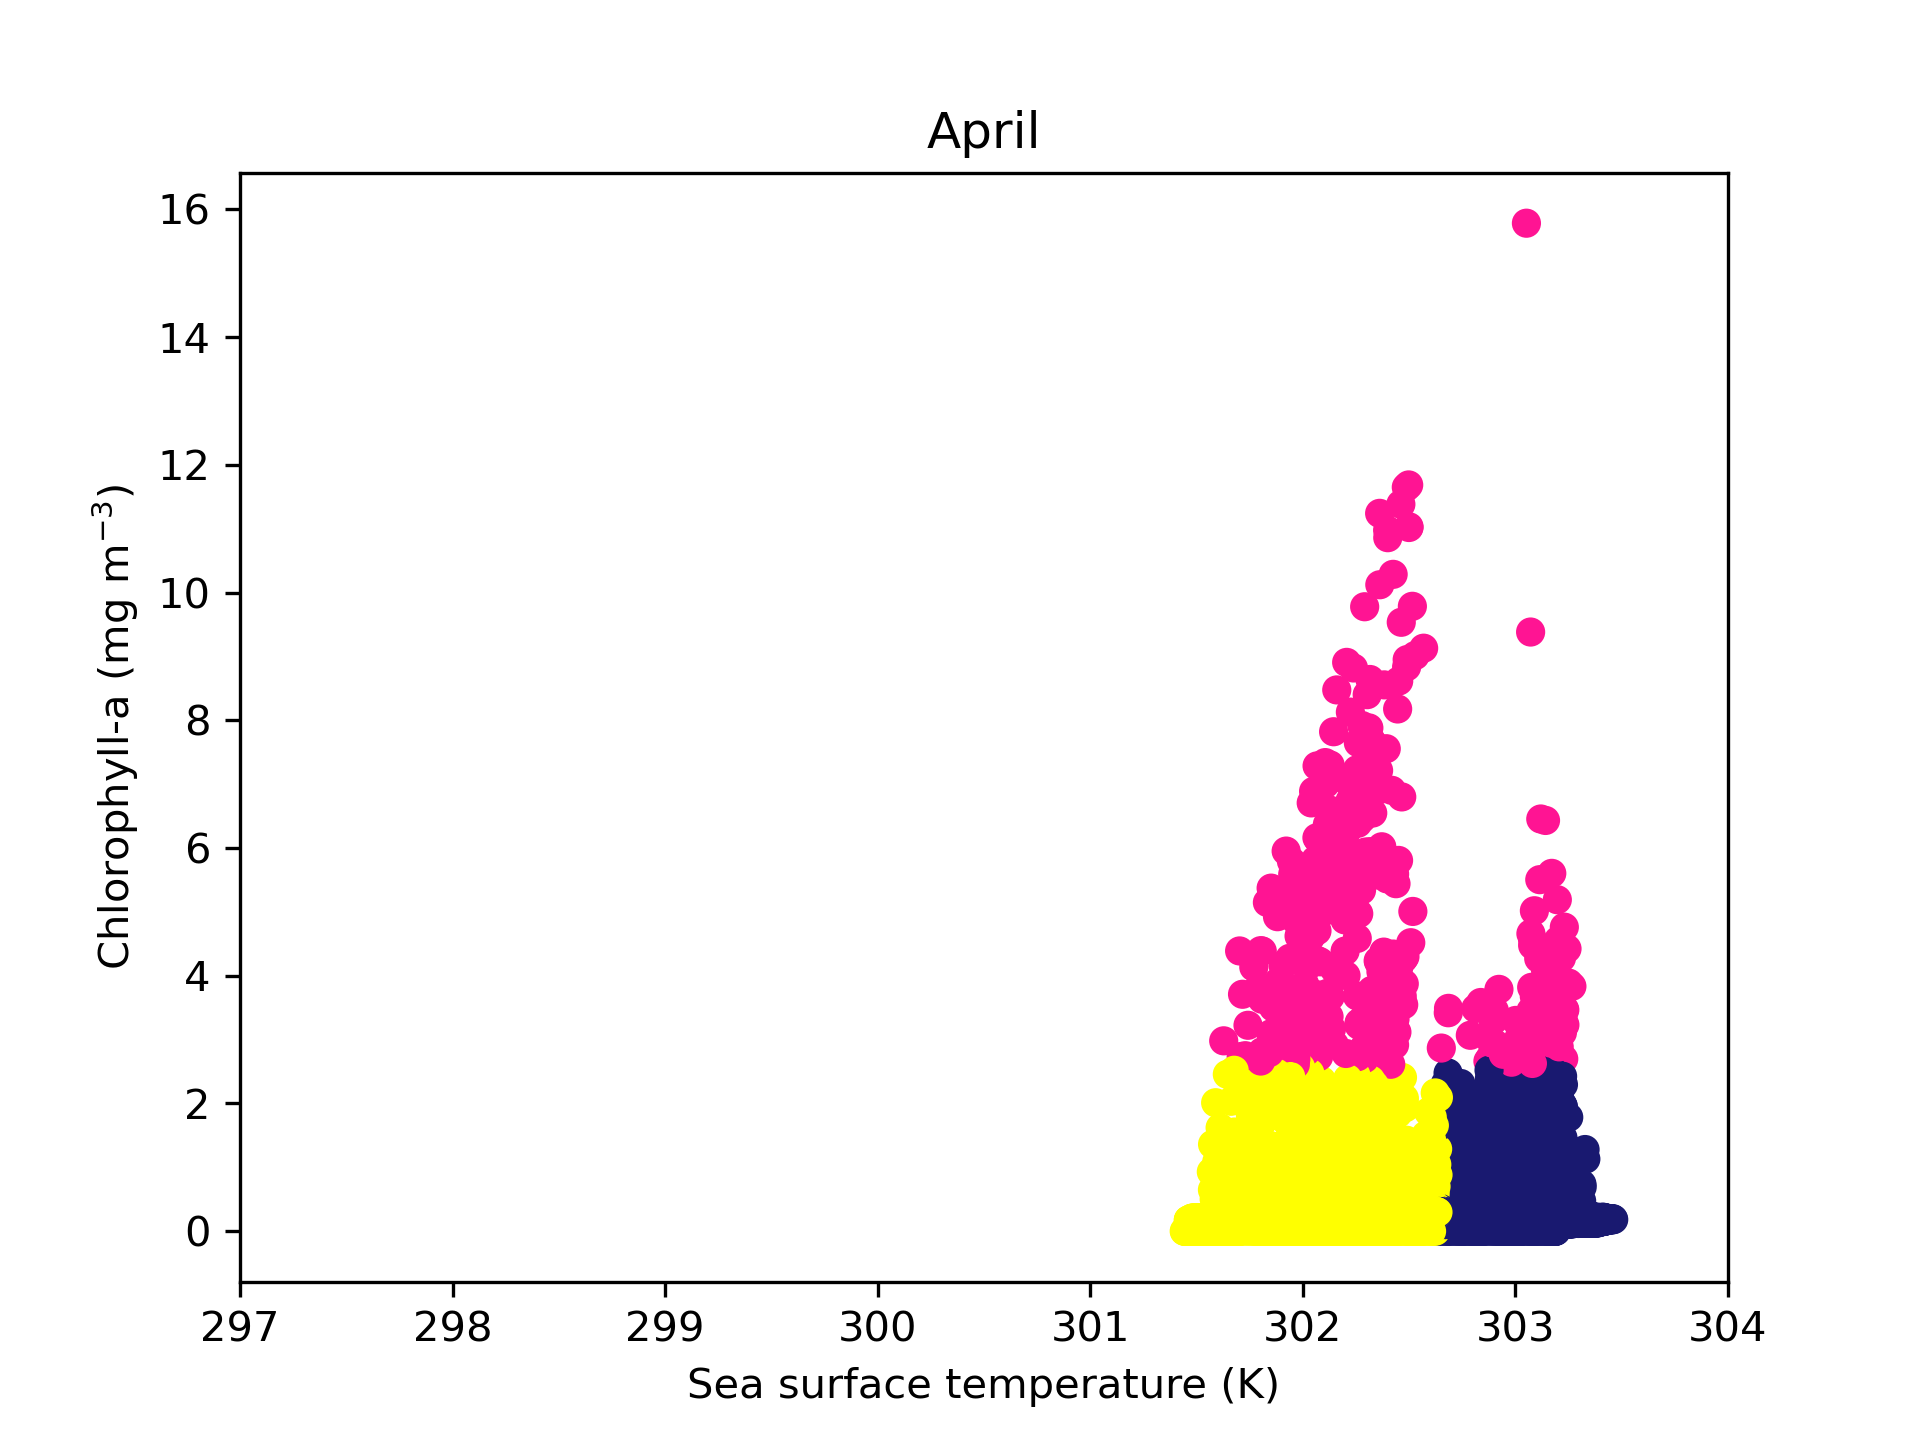 April
16
14
12
10
8
6
4
2
0
Chlorophyll-a (mg m⁻³)
297 298 299 300 301 302 303 304
Sea surface temperature (K)